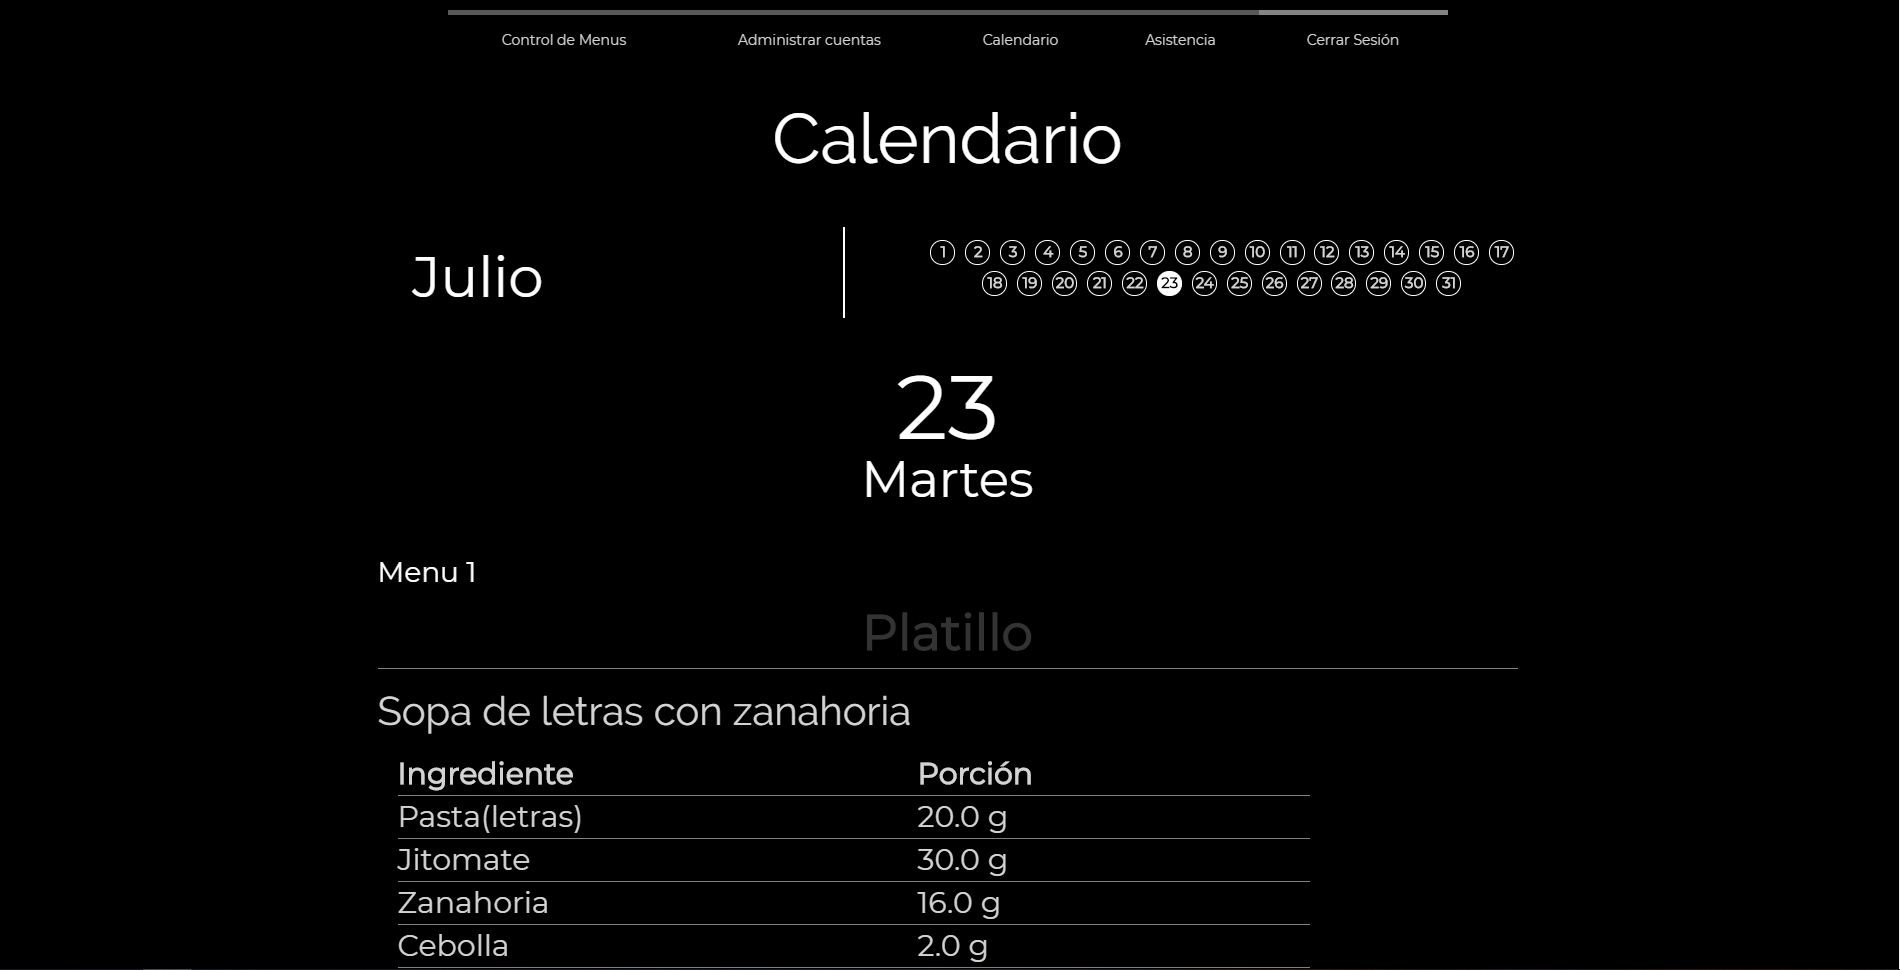 Control de Menus Administrar cuentas Calendario Asistencia Cerrar Sesión
Calendario
Julio
1 2 3 4 5 6 7 8 9 10 11 12 13 14 15 16 17
18 19 20 21 22 23 24 25 26 27 28 29 30 31
23
Martes
Menu 1
Platillo
Sopa de letras con zanahoria
Ingrediente Porción
Pasta(letras) 20.0 g
Jitomate 30.0 g
Zanahoria 16.0 g
Cebolla 2.0 g